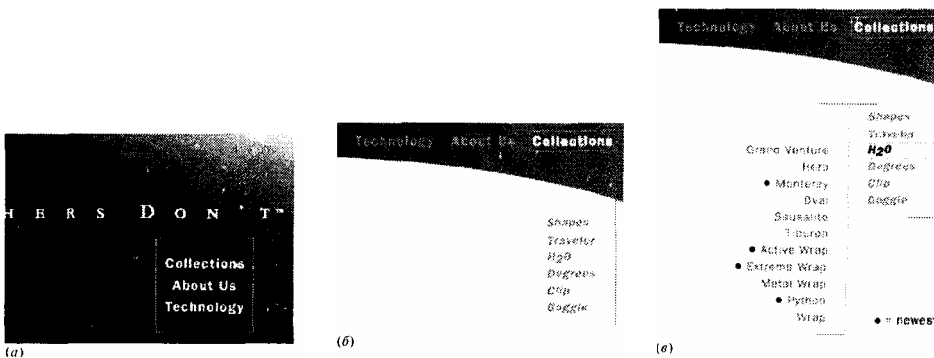 HERS DON'T™
Collections
About Us
Technology
(а)
Technology About Us Collections
Shapes
Traveler
H2O
Degrees
Clip
Goggle
(б)
Technology About Us Collections
Shapes
Traveler
Grand Venture H2O
Hero Degrees
• Monterey Clip
Oval Goggle
Sausalito
Tiburon
• Active Wrap
• Extreme Wrap
Metal Wrap
• Python
Wrap • = newest
(в)